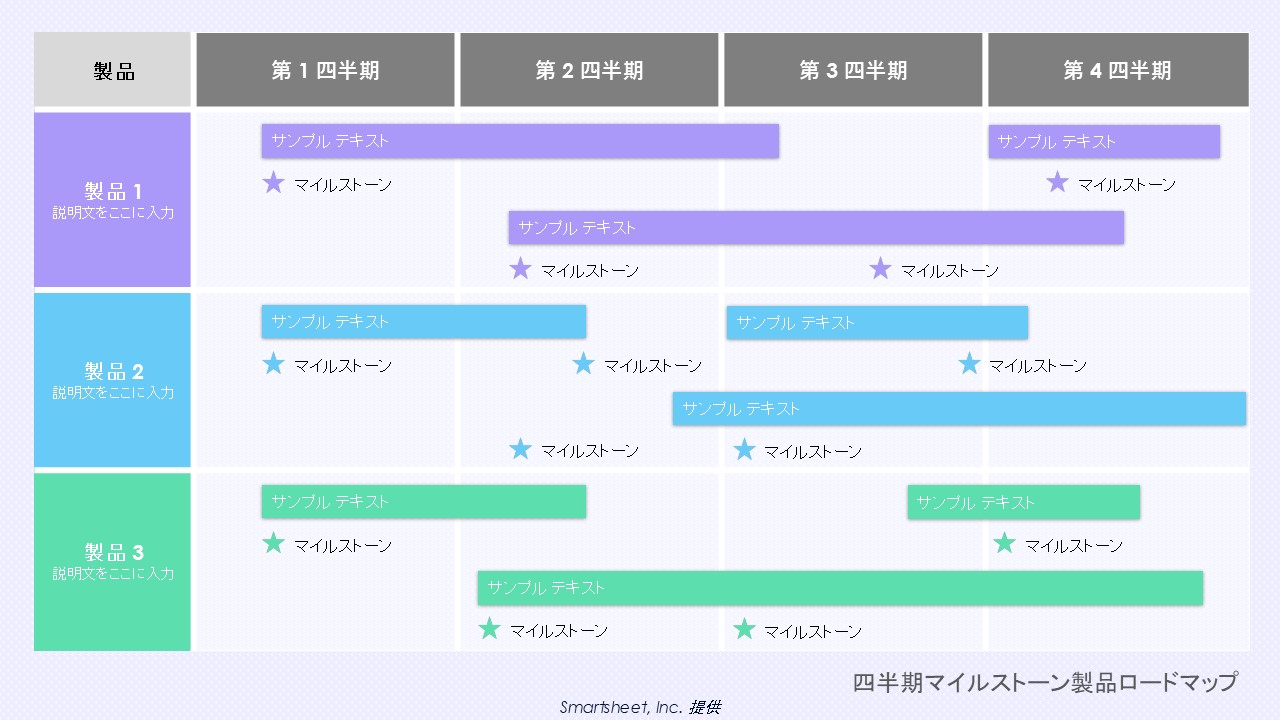 製品 第 1 四半期 第 2 四半期 第 3 四半期 第 4 四半期
製品 1
説明文をここに入力
サンプル テキスト サンプル テキスト
マイルストーン マイルストーン
サンプル テキスト
マイルストーン マイルストーン
製品 2
説明文をここに入力
サンプル テキスト サンプル テキスト
マイルストーン マイルストーン マイルストーン
サンプル テキスト
マイルストーン マイルストーン
製品 3
説明文をここに入力
サンプル テキスト サンプル テキスト
マイルストーン マイルストーン
サンプル テキスト
マイルストーン マイルストーン
四半期マイルストーン製品ロードマップ
Smartsheet, Inc. 提供